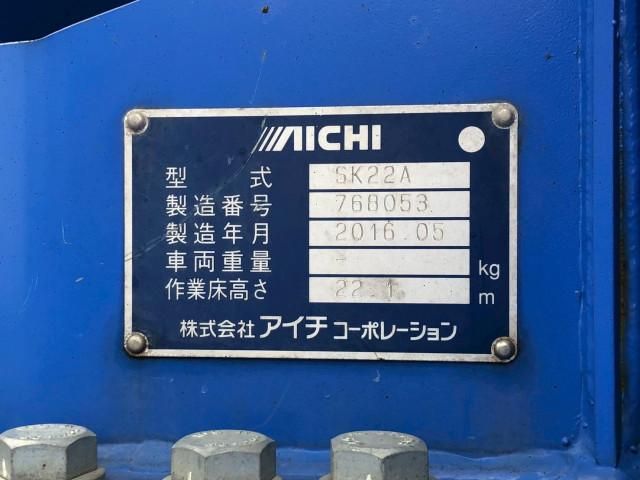 AICHI
型式 SK22A
製造番号 768053
製造年月 2016.05
車両重量 - kg
作業床高さ 22.1 m
株式会社アイチコーポレーション